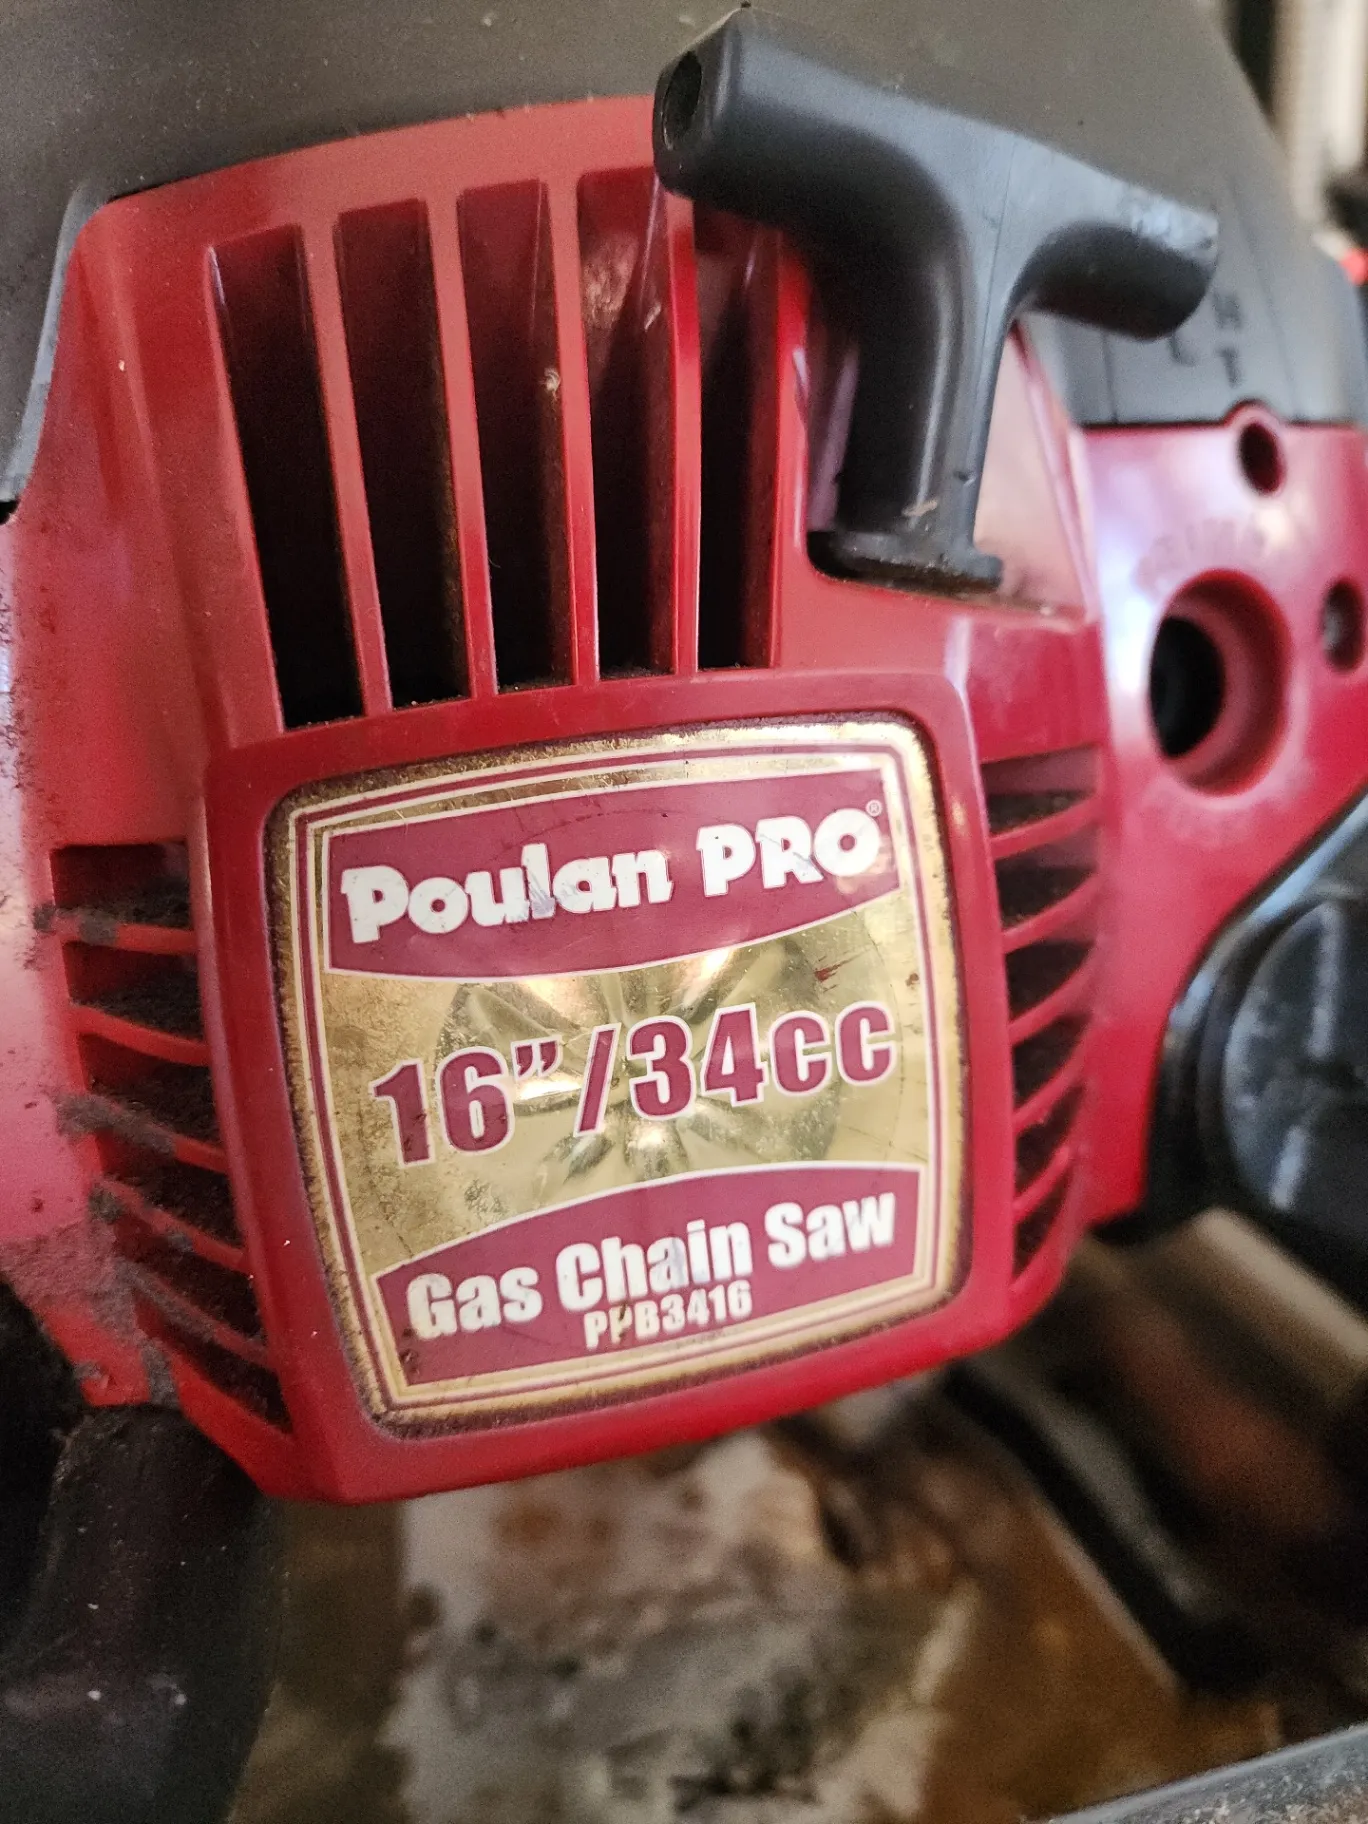 Poulan PRO®
16”/34cc
Gas Chain Saw
PPB3416
H
L T